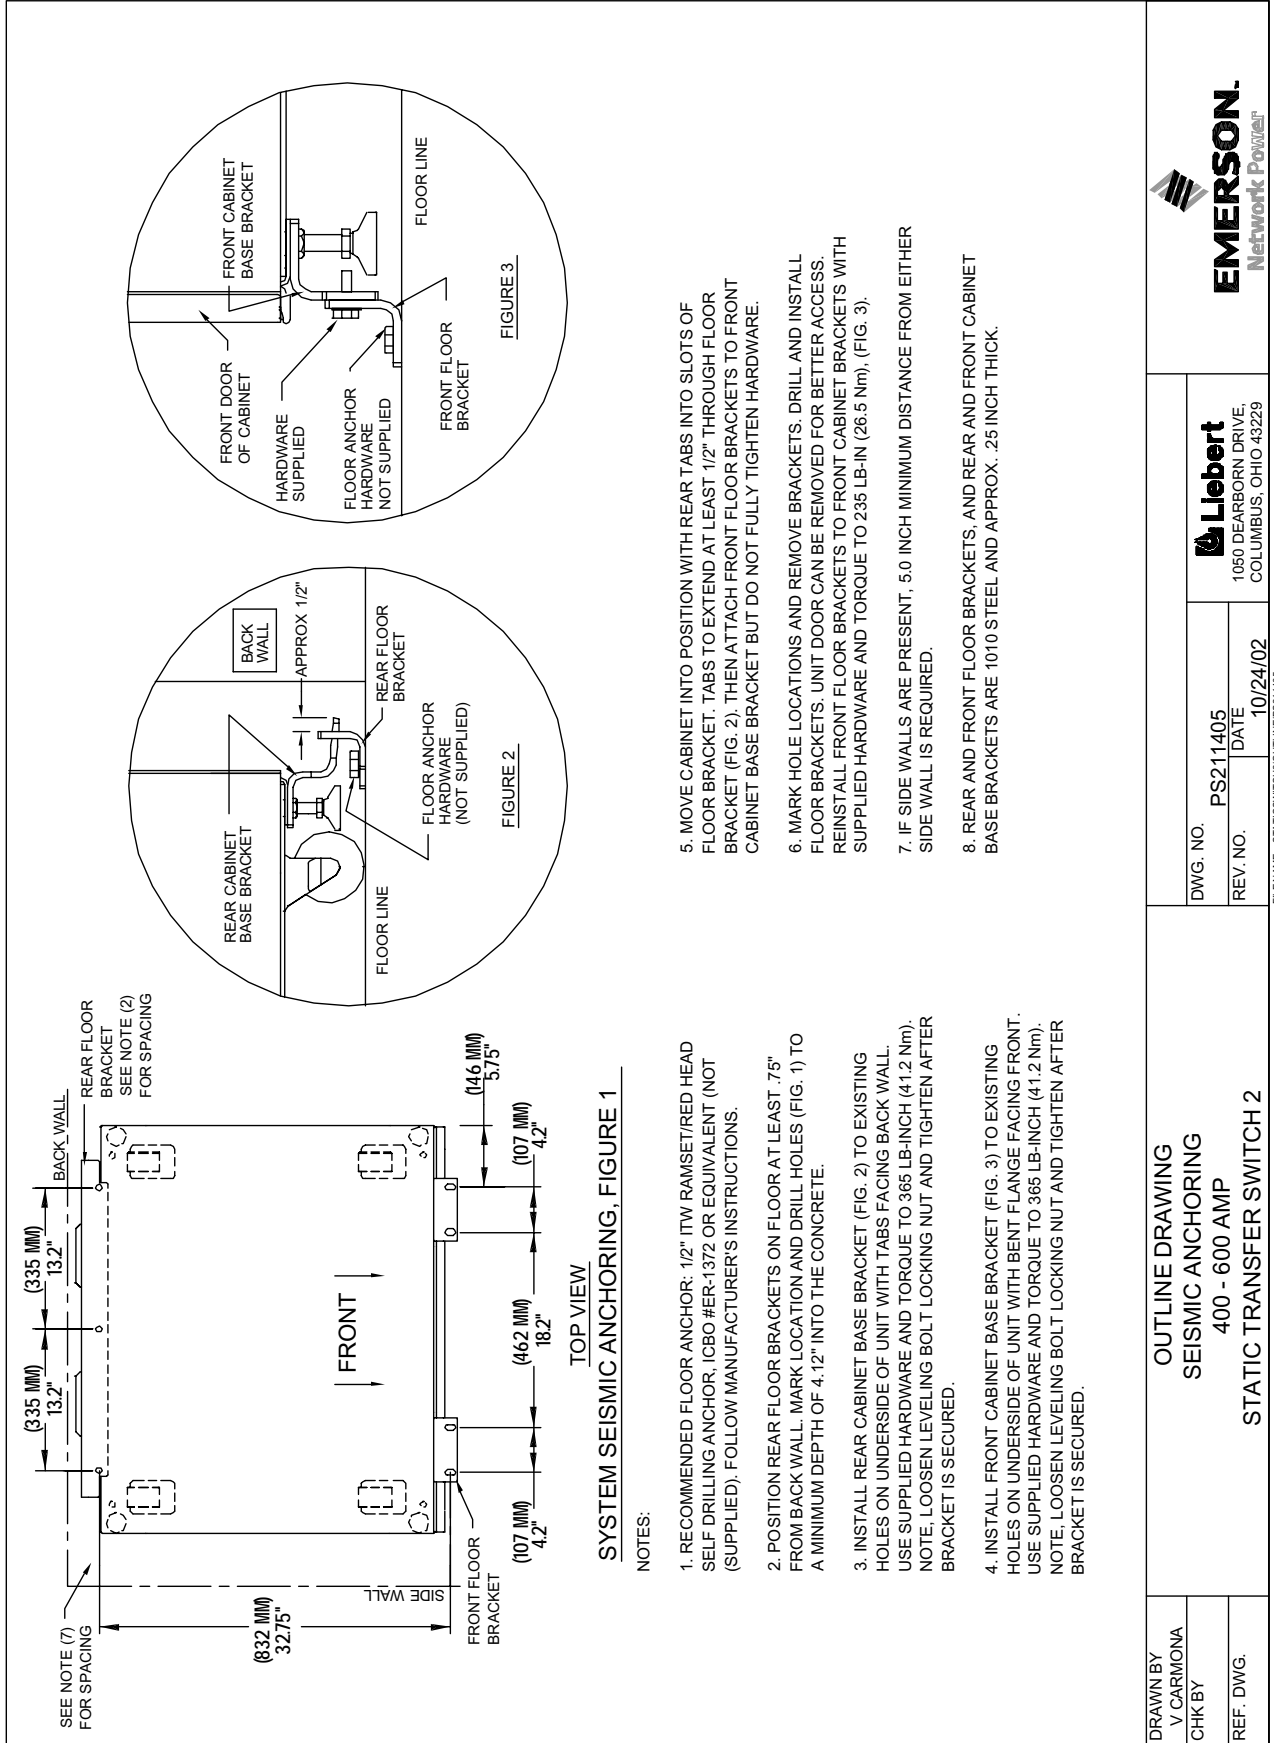 SEE NOTE (7)
FOR SPACING
(335 MM)
13.2"
(335 MM)
13.2"
BACK WALL
REAR FLOOR
BRACKET
SEE NOTE (2)
FOR SPACING
(832 MM)
32.75"
SIDE WALL
FRONT
(146 MM)
5.75"
FRONT FLOOR
BRACKET
(107 MM)
4.2"
(462 MM)
18.2"
(107 MM)
4.2"
TOP VIEW
SYSTEM SEISMIC ANCHORING, FIGURE 1
REAR CABINET
BASE BRACKET
BACK
WALL
APPROX 1/2"
FLOOR LINE
REAR FLOOR
BRACKET
FLOOR ANCHOR
HARDWARE
(NOT SUPPLIED)
FIGURE 2
FRONT DOOR
OF CABINET
FRONT CABINET
BASE BRACKET
HARDWARE
SUPPLIED
FLOOR ANCHOR
HARDWARE
NOT SUPPLIED
FLOOR LINE
FRONT FLOOR
BRACKET
FIGURE 3
NOTES:
1. RECOMMENDED FLOOR ANCHOR: 1/2" ITW RAMSET/RED HEAD
SELF DRILLING ANCHOR, ICBO #ER-1372 OR EQUIVALENT (NOT
(SUPPLIED). FOLLOW MANUFACTURER'S INSTRUCTIONS.
2. POSITION REAR FLOOR BRACKETS ON FLOOR AT LEAST .75"
FROM BACK WALL. MARK LOCATION AND DRILL HOLES (FIG. 1) TO
A MINIMUM DEPTH OF 4.12" INTO THE CONCRETE.
3. INSTALL REAR CABINET BASE BRACKET (FIG. 2) TO EXISTING
HOLES ON UNDERSIDE OF UNIT WITH TABS FACING BACK WALL.
USE SUPPLIED HARDWARE AND TORQUE TO 365 LB-INCH (41.2 Nm).
NOTE, LOOSEN LEVELING BOLT LOCKING NUT AND TIGHTEN AFTER
BRACKET IS SECURED.
4. INSTALL FRONT CABINET BASE BRACKET (FIG. 3) TO EXISTING
HOLES ON UNDERSIDE OF UNIT WITH BENT FLANGE FACING FRONT.
USE SUPPLIED HARDWARE AND TORQUE TO 365 LB-INCH (41.2 Nm).
NOTE, LOOSEN LEVELING BOLT LOCKING NUT AND TIGHTEN AFTER
BRACKET IS SECURED.
5. MOVE CABINET INTO POSITION WITH REAR TABS INTO SLOTS OF
FLOOR BRACKET. TABS TO EXTEND AT LEAST 1/2" THROUGH FLOOR
BRACKET (FIG. 2). THEN ATTACH FRONT FLOOR BRACKETS TO FRONT
CABINET BASE BRACKET BUT DO NOT FULLY TIGHTEN HARDWARE.
6. MARK HOLE LOCATIONS AND REMOVE BRACKETS. DRILL AND INSTALL
FLOOR BRACKETS. UNIT DOOR CAN BE REMOVED FOR BETTER ACCESS.
REINSTALL FRONT FLOOR BRACKETS TO FRONT CABINET BRACKETS WITH
SUPPLIED HARDWARE AND TORQUE TO 235 LB-IN (26.5 Nm), (FIG. 3).
7. IF SIDE WALLS ARE PRESENT, 5.0 INCH MINIMUM DISTANCE FROM EITHER
SIDE WALL IS REQUIRED.
8. REAR AND FRONT FLOOR BRACKETS, AND REAR AND FRONT CABINET
BASE BRACKETS ARE 1010 STEEL AND APPROX. .25 INCH THICK.
DRAWN BY
V CARMONA
CHK BY
REF. DWG.
OUTLINE DRAWING
SEISMIC ANCHORING
400 - 600 AMP
STATIC TRANSFER SWITCH 2
DWG. NO.
PS211405
REV. NO.
DATE
10/24/02
Liebert
1050 DEARBORN DRIVE,
COLUMBUS, OHIO 43229
EMERSON.
Network Power